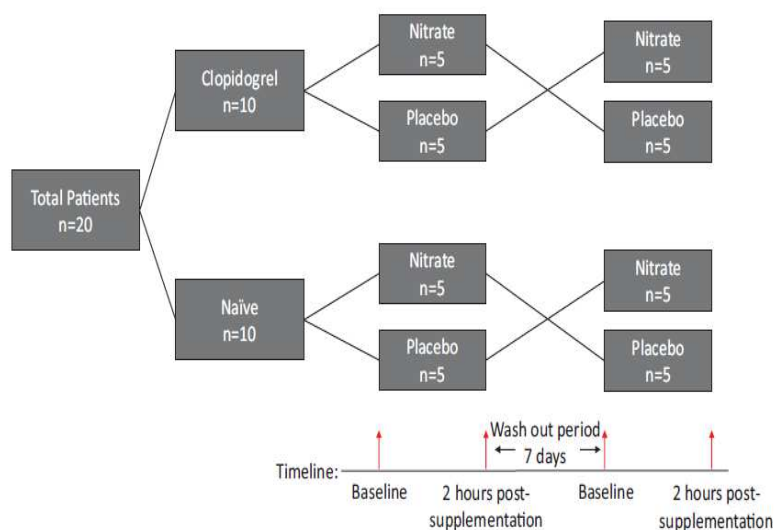 Nitrate
n=5
Nitrate
n=5
Clopidogrel
n=10
Placebo
n=5
Placebo
n=5
Total Patients
n=20
Nitrate
n=5
Nitrate
n=5
Naïve
n=10
Placebo
n=5
Placebo
n=5
Wash out period
7 days
Timeline:
Baseline
2 hours post-
supplementation
Baseline
2 hours post-
supplementation